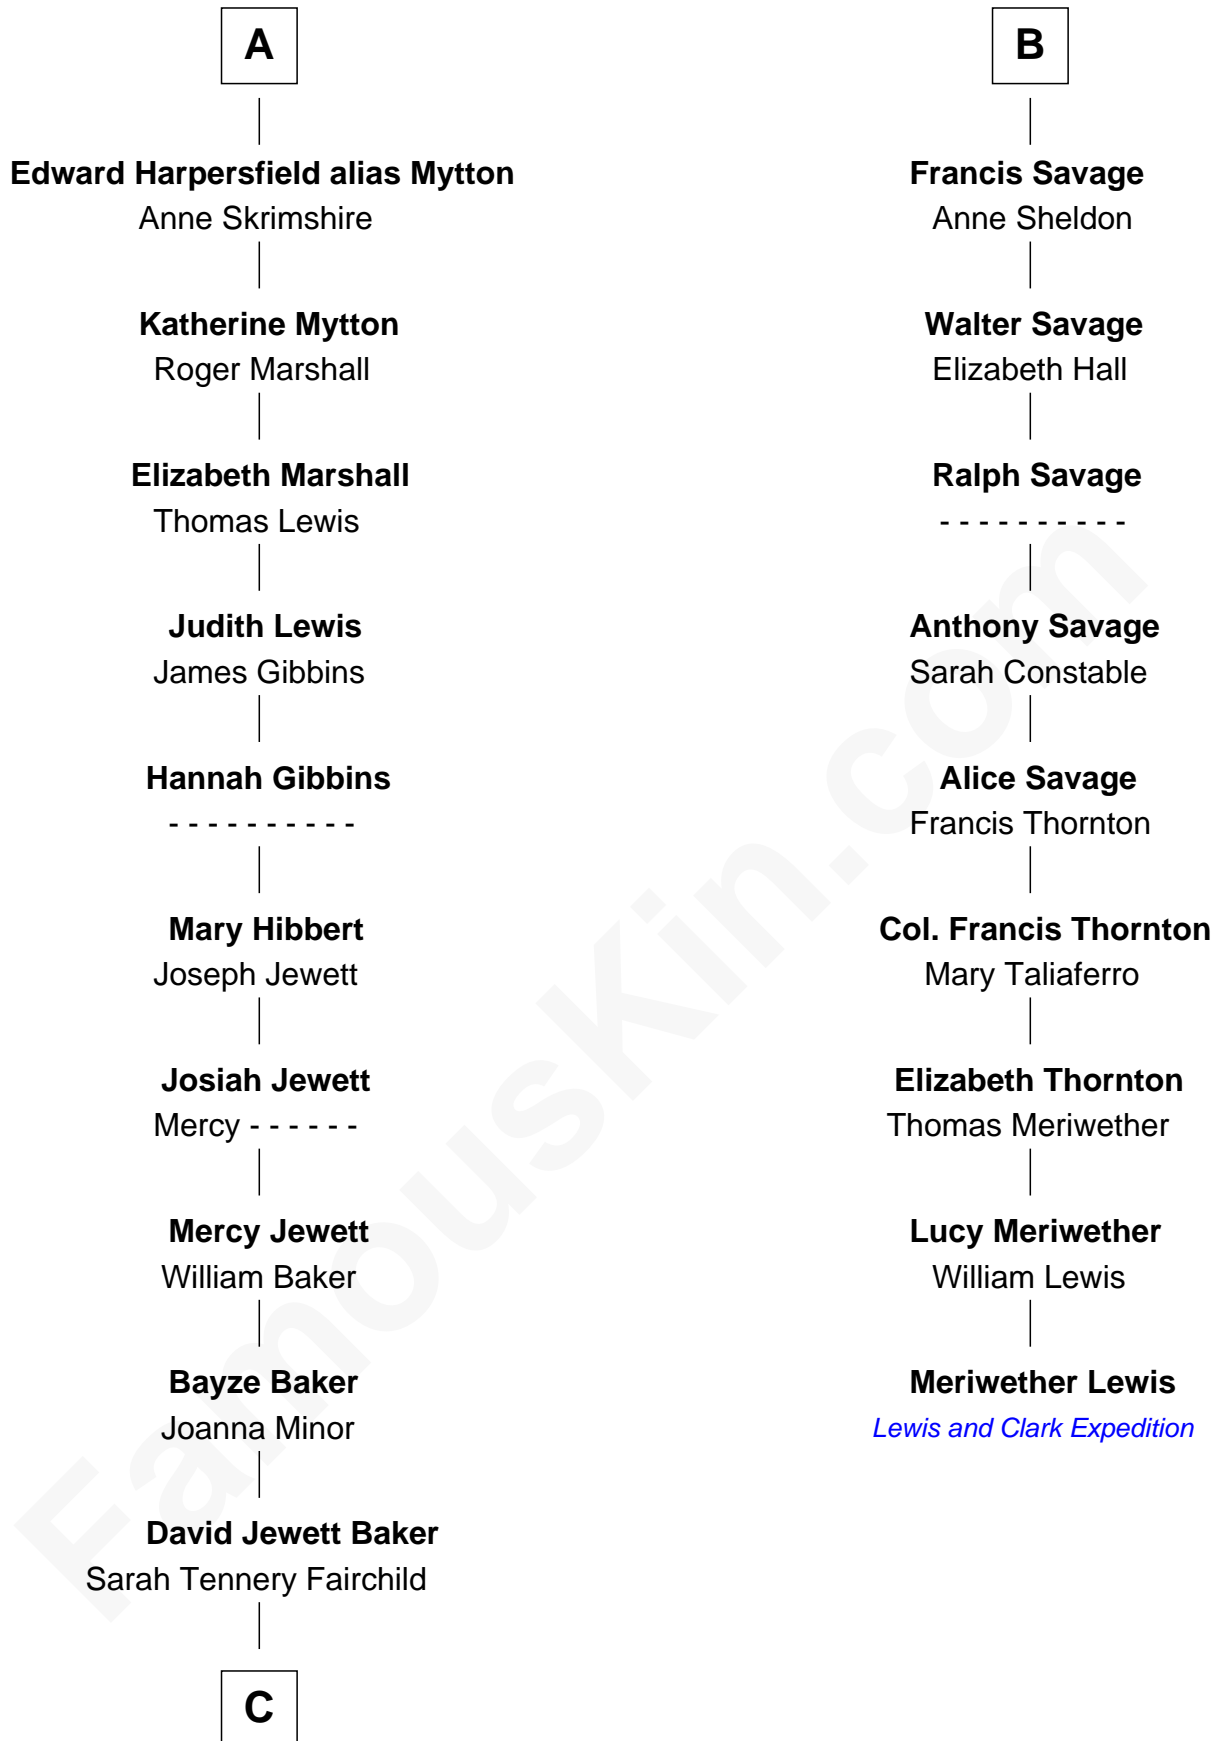 A
Edward Harpersfield alias Mytton
Anne Skrimshire
Katherine Mytton
Roger Marshall
Elizabeth Marshall
Thomas Lewis
Judith Lewis
James Gibbins
Hannah Gibbins
- - - - - - - - - -
Mary Hibbert
Joseph Jewett
Josiah Jewett
Mercy - - - - - -
Mercy Jewett
William Baker
Bayze Baker
Joanna Minor
David Jewett Baker
Sarah Tennery Fairchild
C
B
Francis Savage
Anne Sheldon
Walter Savage
Elizabeth Hall
Ralph Savage
- - - - - - - - - -
Anthony Savage
Sarah Constable
Alice Savage
Francis Thornton
Col. Francis Thornton
Mary Taliaferro
Elizabeth Thornton
Thomas Meriwether
Lucy Meriwether
William Lewis
Meriwether Lewis
Lewis and Clark Expedition
FamousKin.com